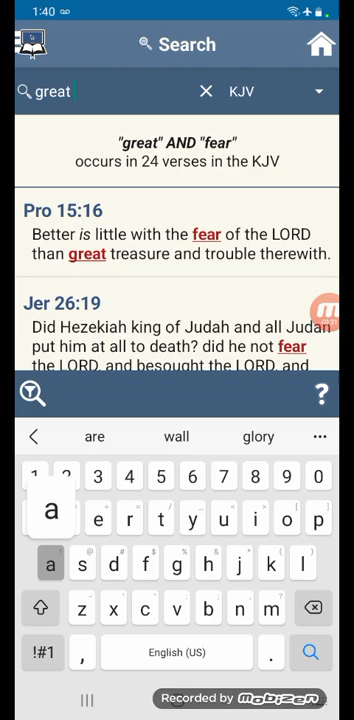 1:40
Search
great
KJV
"great" AND "fear"
occurs in 24 verses in the KJV
Pro 15:16
Better is little with the fear of the LORD
than great treasure and trouble therewith.
Jer 26:19
Did Hezekiah king of Judah and all Judah
put him at all to death? did he not fear
the LORD, and besought the LORD, and
?
are wall glory
1 2 3 4 5 6 7 8 9 0
a
e r t y u i o p
a s d f g h j k l
z x c v b n m
!#1 , English (US) .
Recorded by mobizen